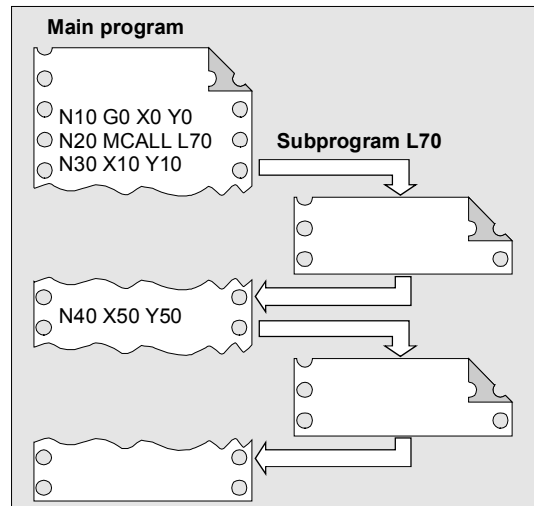 Main program
N10 G0 X0 Y0
N20 MCALL L70
N30 X10 Y10
Subprogram L70
N40 X50 Y50